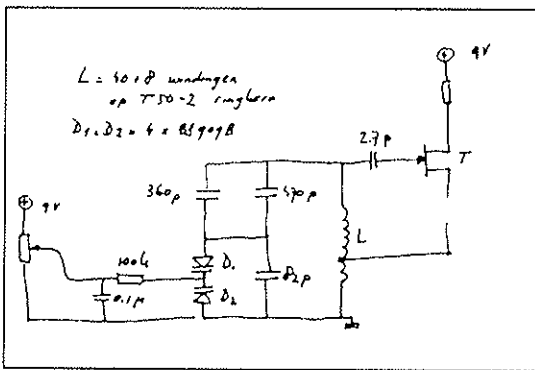 L = 40+8 windingen
op T50-2 ringkern
D1, D2 = 4 x BB909B
9V
9V
2.7p
T
360p
470p
L
100k
D1
82p
0.1µ
D2